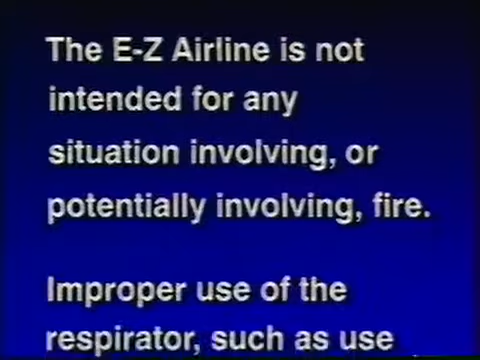 The E-Z Airline is not
intended for any
situation involving, or
potentially involving, fire.
Improper use of the
respirator, such as use